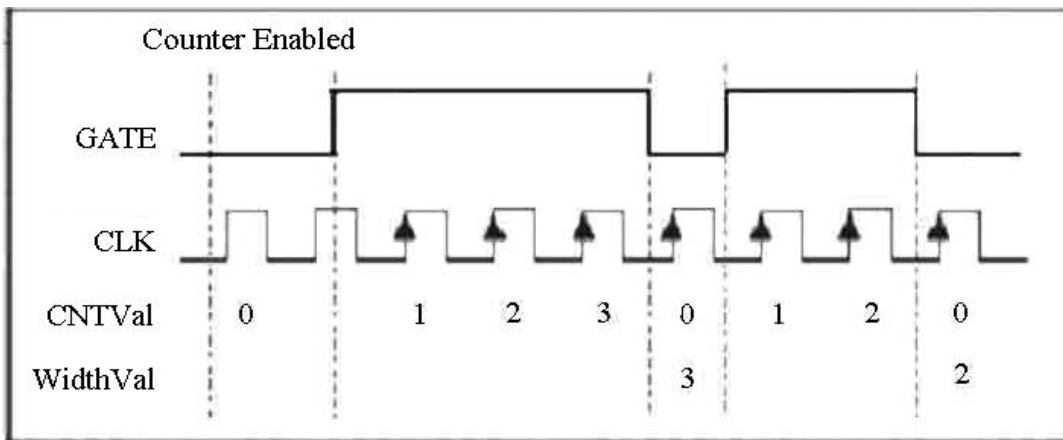 Counter Enabled
GATE
CLK
CNTVal 0 1 2 3 0 1 2 0
WidthVal 3 2